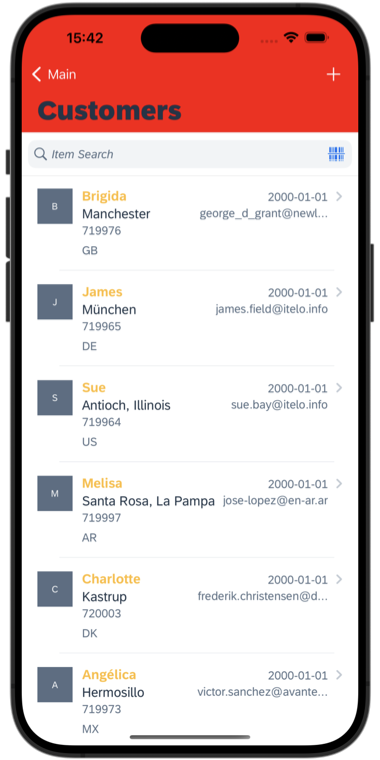 15:42
Main
Customers
Item Search
B
Brigida
2000-01-01
Manchester
george_d_grant@newl...
719976
GB
J
James
2000-01-01
München
james.field@itelo.info
719965
DE
S
Sue
2000-01-01
Antioch, Illinois
sue.bay@itelo.info
719964
US
M
Melisa
2000-01-01
Santa Rosa, La Pampa
jose-lopez@en-ar.ar
719997
AR
C
Charlotte
2000-01-01
Kastrup
frederik.christensen@d...
720003
DK
A
Angélica
2000-01-01
Hermosillo
victor.sanchez@avante...
719973
MX